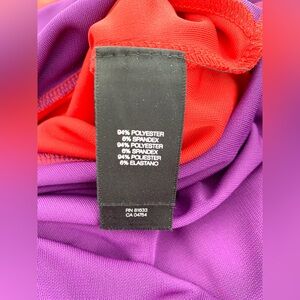 94% POLYESTER
6% SPANDEX
94% POLYESTER
6% SPANDEX
94% POLIESTER
6% ELASTANO
RN 81633
CA 04764